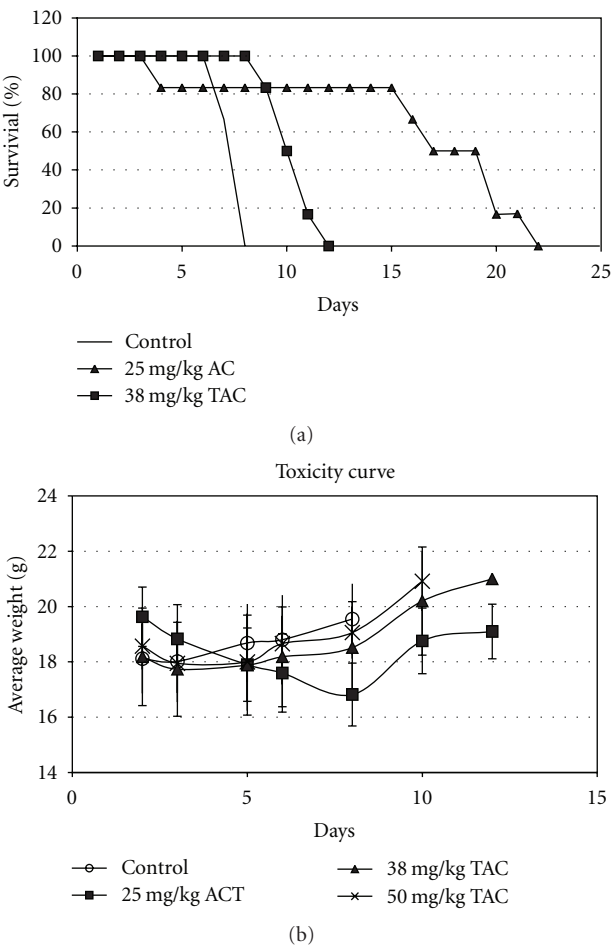 120
100
80
60
40
20
0
Survivial (%)
0 5 10 15 20 25
Days
Control
25 mg/kg AC
38 mg/kg TAC
(a)
Toxicity curve
24
22
20
18
16
14
Average weight (g)
0 5 10 15
Days
Control 38 mg/kg TAC
25 mg/kg ACT 50 mg/kg TAC
(b)